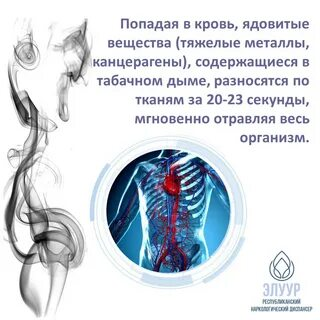 Попадая в кровь, ядовитые
вещества (тяжелые металлы,
канцерагены), содержащиеся в
табачном дыме, разносятся по
тканям за 20-23 секунды,
мгновенно отравляя весь
организм.
ЭЛУУР
РЕСПУБЛИКАНСКИЙ
НАРКОЛОГИЧЕСКИЙ ДИСПАНСЕР